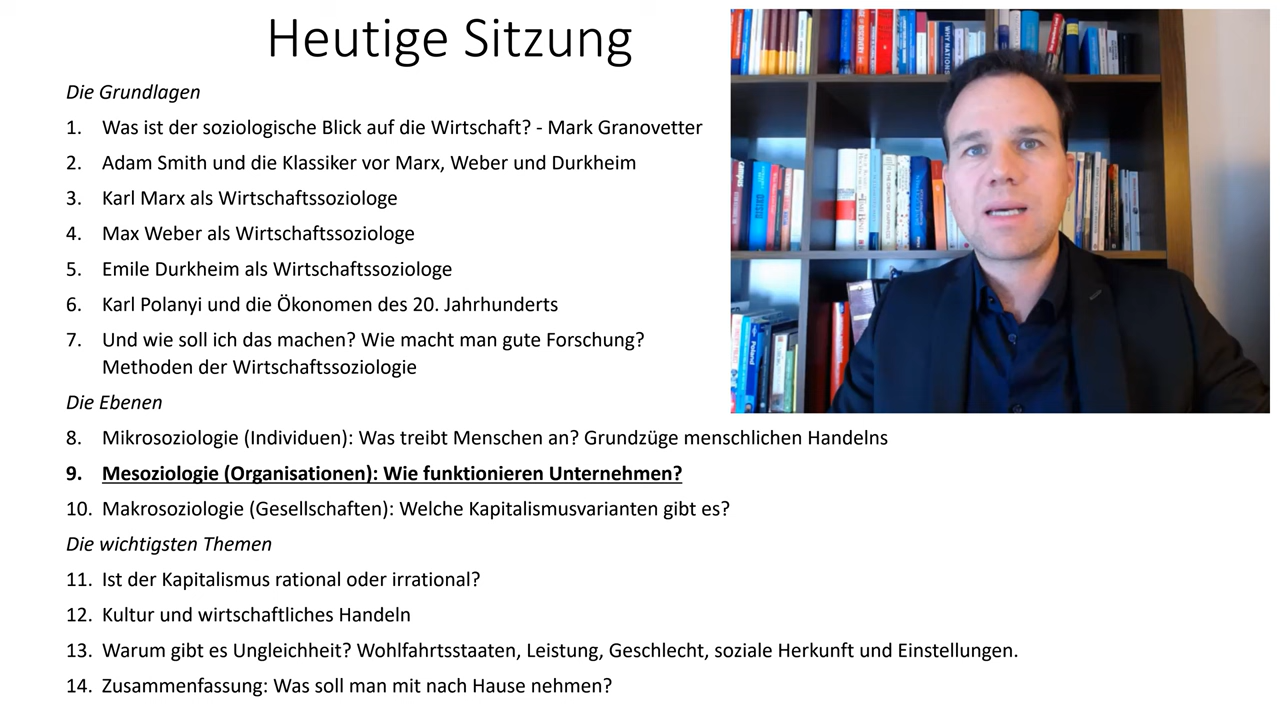 Heutige Sitzung
Die Grundlagen
1. Was ist der soziologische Blick auf die Wirtschaft? - Mark Granovetter
2. Adam Smith und die Klassiker vor Marx, Weber und Durkheim
3. Karl Marx als Wirtschaftssoziologe
4. Max Weber als Wirtschaftssoziologe
5. Emile Durkheim als Wirtschaftssoziologe
6. Karl Polanyi und die Ökonomen des 20. Jahrhunderts
7. Und wie soll ich das machen? Wie macht man gute Forschung?
Methoden der Wirtschaftssoziologie
Die Ebenen
8. Mikrosoziologie (Individuen): Was treibt Menschen an? Grundzüge menschlichen Handelns
9. Mesoziologie (Organisationen): Wie funktionieren Unternehmen?
10. Makrosoziologie (Gesellschaften): Welche Kapitalismusvarianten gibt es?
Die wichtigsten Themen
11. Ist der Kapitalismus rational oder irrational?
12. Kultur und wirtschaftliches Handeln
13. Warum gibt es Ungleichheit? Wohlfahrtsstaaten, Leistung, Geschlecht, soziale Herkunft und Einstellungen.
14. Zusammenfassung: Was soll man mit nach Hause nehmen?
WHY NATIONS
campus
Poland